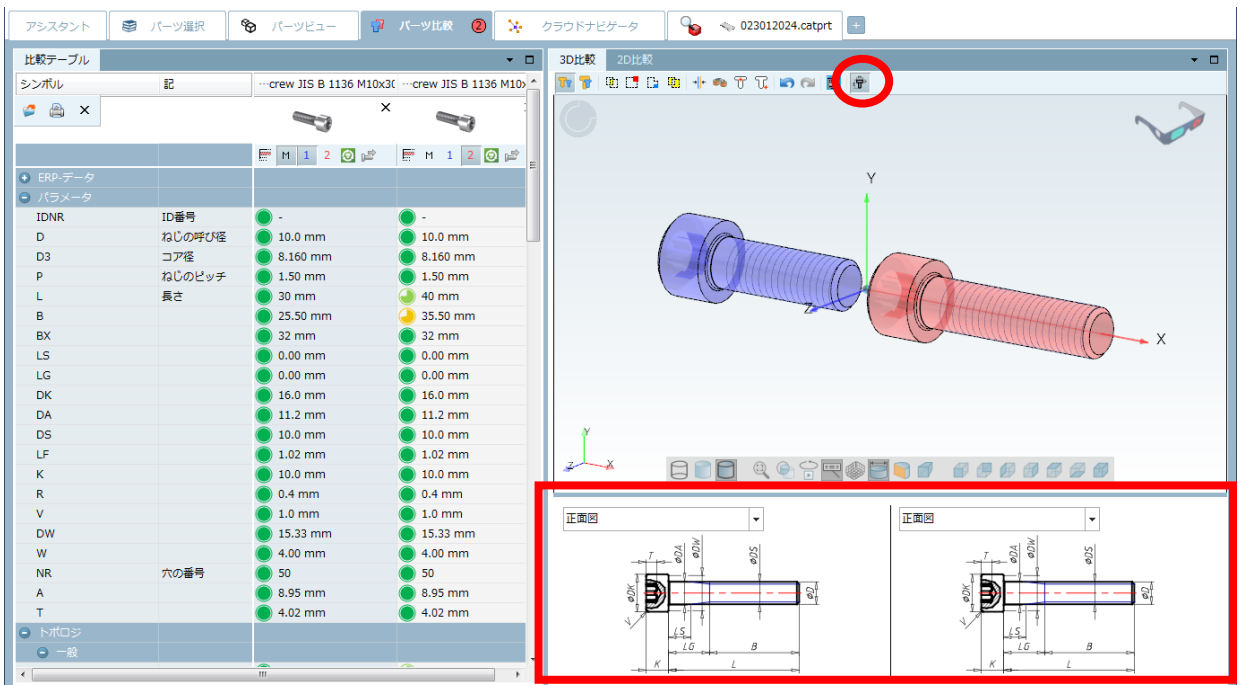 アシスタント パーツ選択 パーツビュー パーツ比較 2 クラウドナビゲータ 023012024.catprt +
比較テーブル
シンボル 記 …crew JIS B 1136 M10x30 …crew JIS B 1136 M10x
M 1 2 M 1 2
ERP-データ
パラメータ
IDNR ID番号 - -
D ねじの呼び径 10.0 mm 10.0 mm
D3 コア径 8.160 mm 8.160 mm
P ねじのピッチ 1.50 mm 1.50 mm
L 長さ 30 mm 40 mm
B 25.50 mm 35.50 mm
BX 32 mm 32 mm
LS 0.00 mm 0.00 mm
LG 0.00 mm 0.00 mm
DK 16.0 mm 16.0 mm
DA 11.2 mm 11.2 mm
DS 10.0 mm 10.0 mm
LF 1.02 mm 1.02 mm
K 10.0 mm 10.0 mm
R 0.4 mm 0.4 mm
V 1.0 mm 1.0 mm
DW 15.33 mm 15.33 mm
W 4.00 mm 4.00 mm
NR 穴の番号 50 50
A 8.95 mm 8.95 mm
T 4.02 mm 4.02 mm
トポロジ
一般
3D比較 2D比較
Y
Z
X
Y
Z X
正面図 正面図
T øDA øDW øDS
øDK øD
V
LS
LG B
K L
T øDA øDW øDS
øDK øD
V
LS
LG B
K L